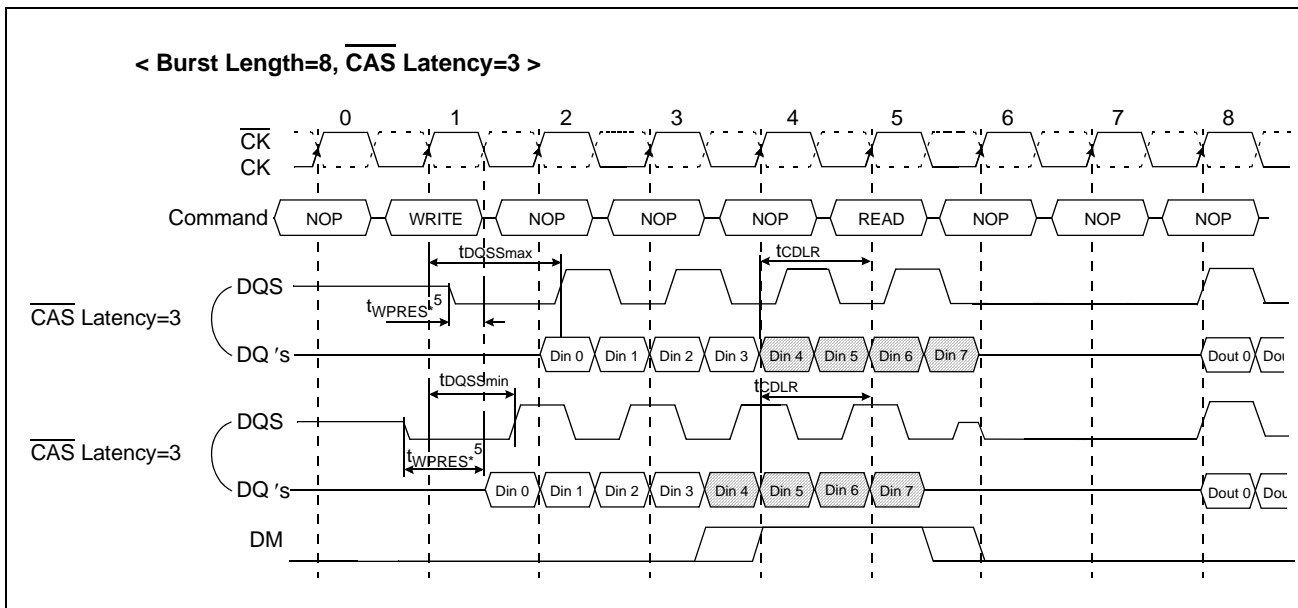 < Burst Length=8, CAS Latency=3 >
0 1 2 3 4 5 6 7 8
CK
CK
Command NOP WRITE NOP NOP NOP READ NOP NOP NOP
tDQSSmax tCDLR
DQS
tWPRES*5
CAS Latency=3
DQ 's Din 0 Din 1 Din 2 Din 3 Din 4 Din 5 Din 6 Din 7 Dout 0 Dou
tDQSSmin tCDLR
DQS
CAS Latency=3
tWPRES*5
DQ 's Din 0 Din 1 Din 2 Din 3 Din 4 Din 5 Din 6 Din 7 Dout 0 Dou
DM